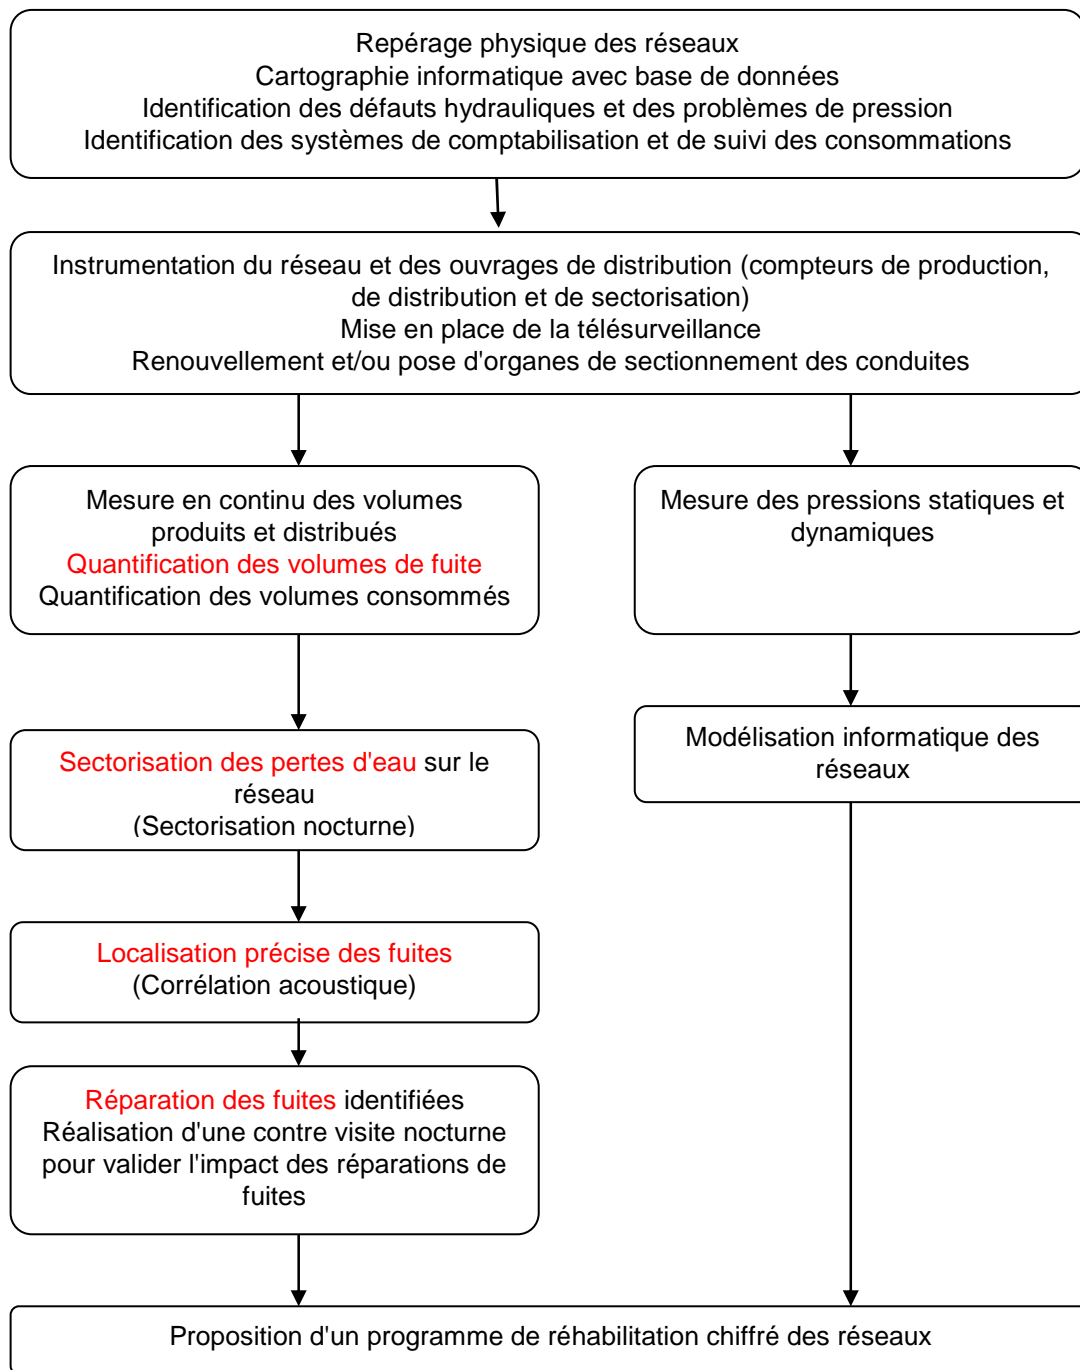 Repérage physique des réseaux
Cartographie informatique avec base de données
Identification des défauts hydrauliques et des problèmes de pression
Identification des systèmes de comptabilisation et de suivi des consommations
Instrumentation du réseau et des ouvrages de distribution (compteurs de production,
de distribution et de sectorisation)
Mise en place de la télésurveillance
Renouvellement et/ou pose d'organes de sectionnement des conduites
Mesure en continu des volumes
produits et distribués
Quantification des volumes de fuite
Quantification des volumes consommés
Mesure des pressions statiques et
dynamiques
Sectorisation des pertes d'eau sur le
réseau
(Sectorisation nocturne)
Modélisation informatique des
réseaux
Localisation précise des fuites
(Corrélation acoustique)
Réparation des fuites identifiées
Réalisation d'une contre visite nocturne
pour valider l'impact des réparations de
fuites
Proposition d'un programme de réhabilitation chiffré des réseaux